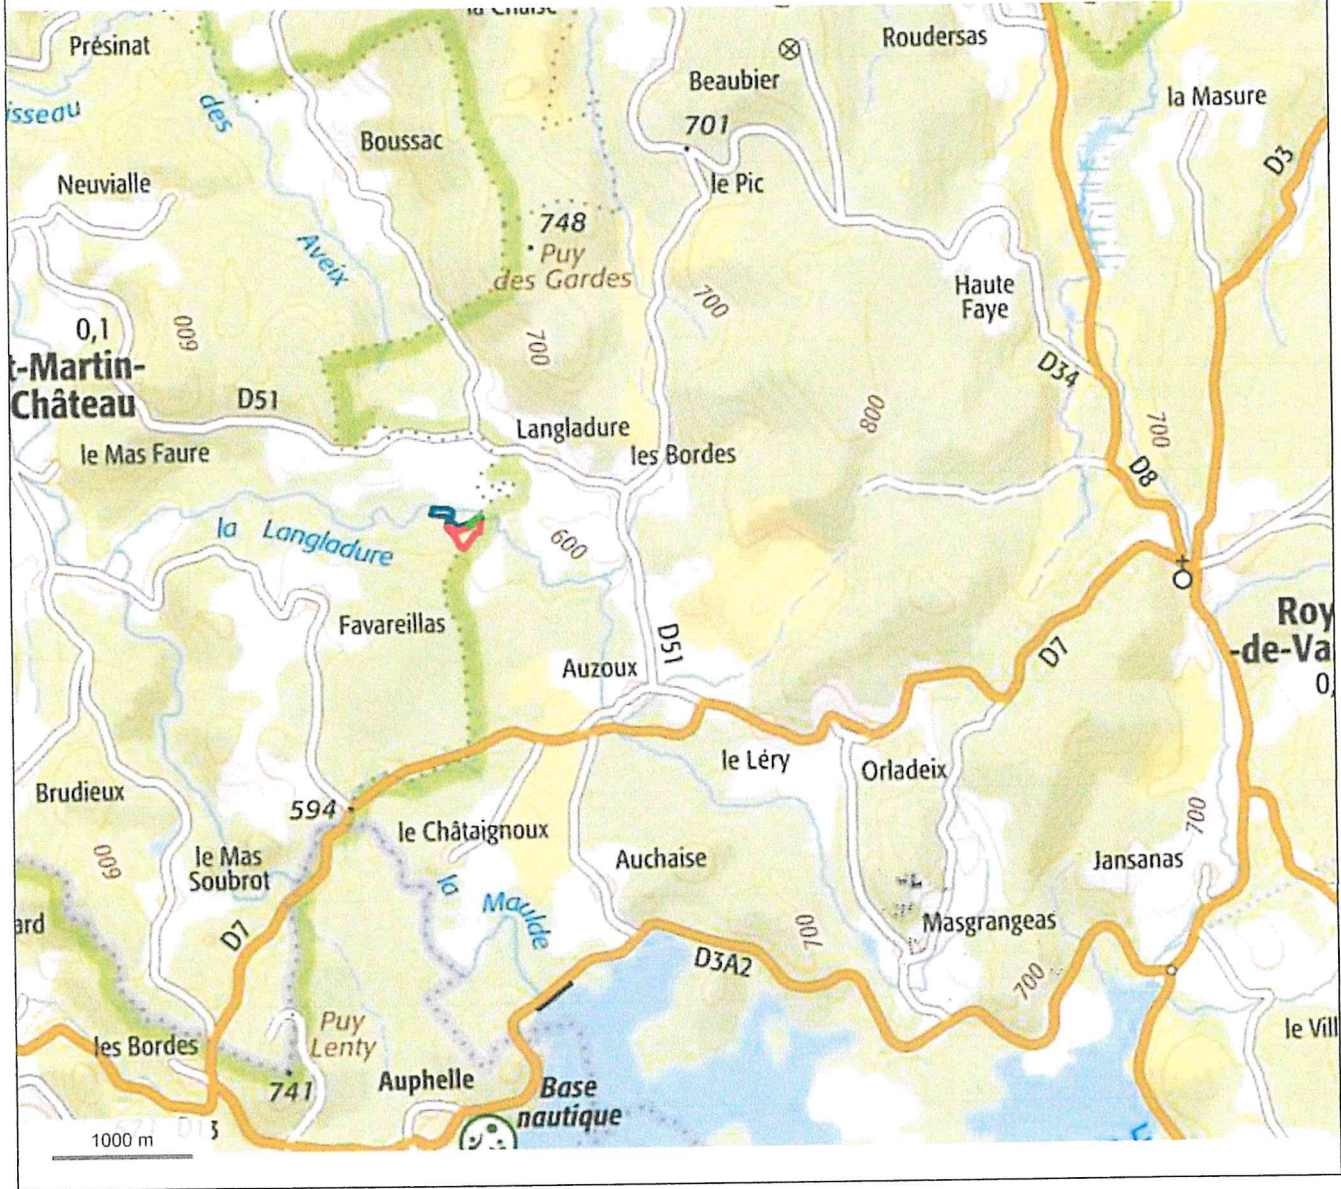 Présinat
Roudersas
Beaubier
la Masure
des
701
Boussac
D3
Neuvialle
le Pic
748
Puy
des Gardes
Aveix
Haute
Faye
700
0,1
600
700
t-Martin-
Château
D34
D51
800
700
Langladure
le Mas Faure
les Bordes
D8
la Langladure
600
Roy
-de-Va
0,
Favareillas
D51
D7
Auzoux
le Léry
Orladeix
Brudieux
594
le Châtaignoux
700
600
le Mas
Soubrot
Auchaise
Jansanas
la Maulde
ard
Masgrangeas
D7
700
D3A2
700
Puy
Lenty
les Bordes
le Vill
741
Auphelle
Base
nautique
1000 m